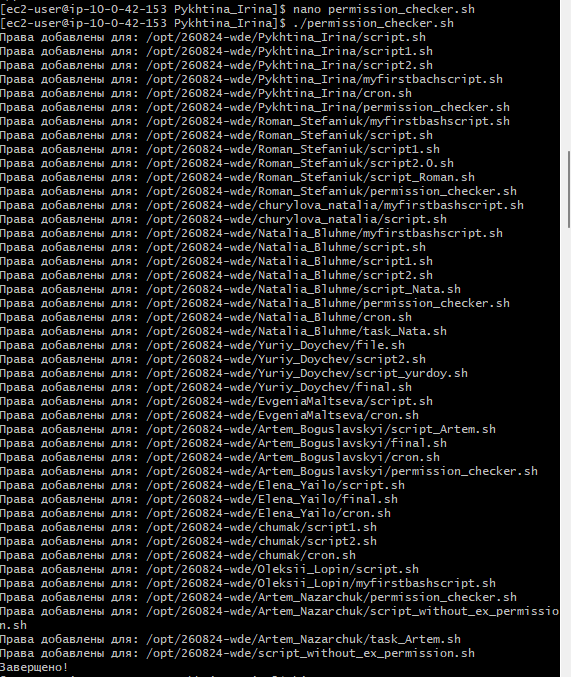 [ec2-user@ip-10-0-42-153 Pykhtina_Irina]$ nano permission_checker.sh
[ec2-user@ip-10-0-42-153 Pykhtina_Irina]$ ./permission_checker.sh
Права добавлены для: /opt/260824-wde/Pykhtina_Irina/script.sh
Права добавлены для: /opt/260824-wde/Pykhtina_Irina/script1.sh
Права добавлены для: /opt/260824-wde/Pykhtina_Irina/script2.sh
Права добавлены для: /opt/260824-wde/Pykhtina_Irina/myfirstbachscript.sh
Права добавлены для: /opt/260824-wde/Pykhtina_Irina/cron.sh
Права добавлены для: /opt/260824-wde/Pykhtina_Irina/permission_checker.sh
Права добавлены для: /opt/260824-wde/Roman_Stefaniuk/myfirstbashscript.sh
Права добавлены для: /opt/260824-wde/Roman_Stefaniuk/script.sh
Права добавлены для: /opt/260824-wde/Roman_Stefaniuk/script1.sh
Права добавлены для: /opt/260824-wde/Roman_Stefaniuk/script2.0.sh
Права добавлены для: /opt/260824-wde/Roman_Stefaniuk/script_Roman.sh
Права добавлены для: /opt/260824-wde/Roman_Stefaniuk/permission_checker.sh
Права добавлены для: /opt/260824-wde/churylova_natalia/myfirstbashscript.sh
Права добавлены для: /opt/260824-wde/churylova_natalia/script.sh
Права добавлены для: /opt/260824-wde/Natalia_Bluhme/myfirstbashscript.sh
Права добавлены для: /opt/260824-wde/Natalia_Bluhme/script.sh
Права добавлены для: /opt/260824-wde/Natalia_Bluhme/script1.sh
Права добавлены для: /opt/260824-wde/Natalia_Bluhme/script2.sh
Права добавлены для: /opt/260824-wde/Natalia_Bluhme/script_Nata.sh
Права добавлены для: /opt/260824-wde/Natalia_Bluhme/permission_checker.sh
Права добавлены для: /opt/260824-wde/Natalia_Bluhme/cron.sh
Права добавлены для: /opt/260824-wde/Natalia_Bluhme/task_Nata.sh
Права добавлены для: /opt/260824-wde/Yuriy_Doychev/file.sh
Права добавлены для: /opt/260824-wde/Yuriy_Doychev/script2.sh
Права добавлены для: /opt/260824-wde/Yuriy_Doychev/script_yurdoy.sh
Права добавлены для: /opt/260824-wde/Yuriy_Doychev/final.sh
Права добавлены для: /opt/260824-wde/EvgeniaMaltseva/script.sh
Права добавлены для: /opt/260824-wde/EvgeniaMaltseva/cron.sh
Права добавлены для: /opt/260824-wde/Artem_Boguslavskyi/script_Artem.sh
Права добавлены для: /opt/260824-wde/Artem_Boguslavskyi/final.sh
Права добавлены для: /opt/260824-wde/Artem_Boguslavskyi/cron.sh
Права добавлены для: /opt/260824-wde/Artem_Boguslavskyi/permission_checker.sh
Права добавлены для: /opt/260824-wde/Elena_Yailo/script.sh
Права добавлены для: /opt/260824-wde/Elena_Yailo/final.sh
Права добавлены для: /opt/260824-wde/Elena_Yailo/cron.sh
Права добавлены для: /opt/260824-wde/chumak/script1.sh
Права добавлены для: /opt/260824-wde/chumak/script2.sh
Права добавлены для: /opt/260824-wde/chumak/cron.sh
Права добавлены для: /opt/260824-wde/Oleksii_Lopin/script.sh
Права добавлены для: /opt/260824-wde/Oleksii_Lopin/myfirstbashscript.sh
Права добавлены для: /opt/260824-wde/Artem_Nazarchuk/permission_checker.sh
Права добавлены для: /opt/260824-wde/Artem_Nazarchuk/script_without_ex_permissio
n.sh
Права добавлены для: /opt/260824-wde/Artem_Nazarchuk/task_Artem.sh
Права добавлены для: /opt/260824-wde/script_without_ex_permission.sh
Завершено!